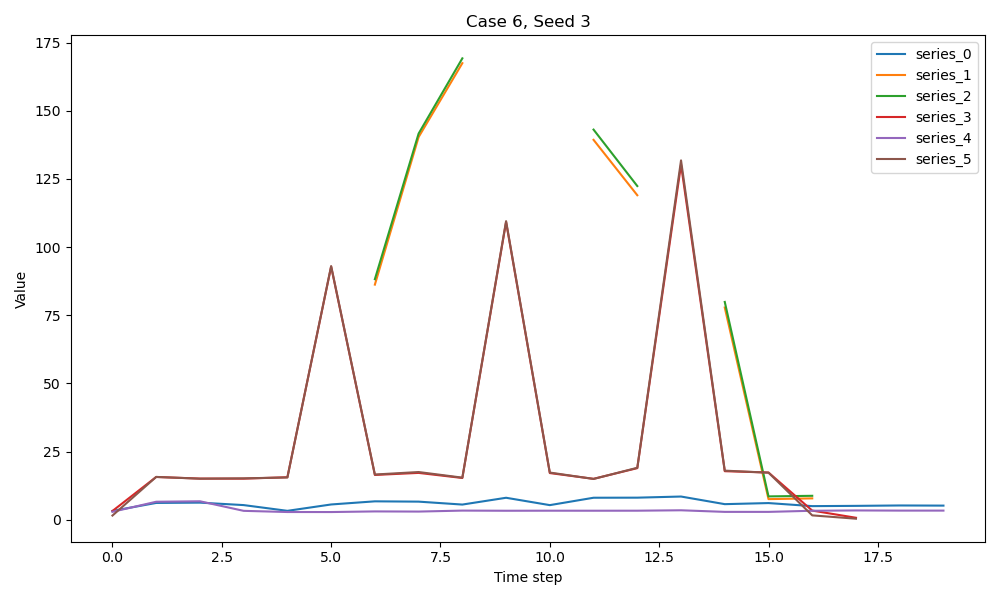 Case 6, Seed 3
Value
175
150
125
100
75
50
25
0
0.0 2.5 5.0 7.5 10.0 12.5 15.0 17.5
Time step
series_0
series_1
series_2
series_3
series_4
series_5